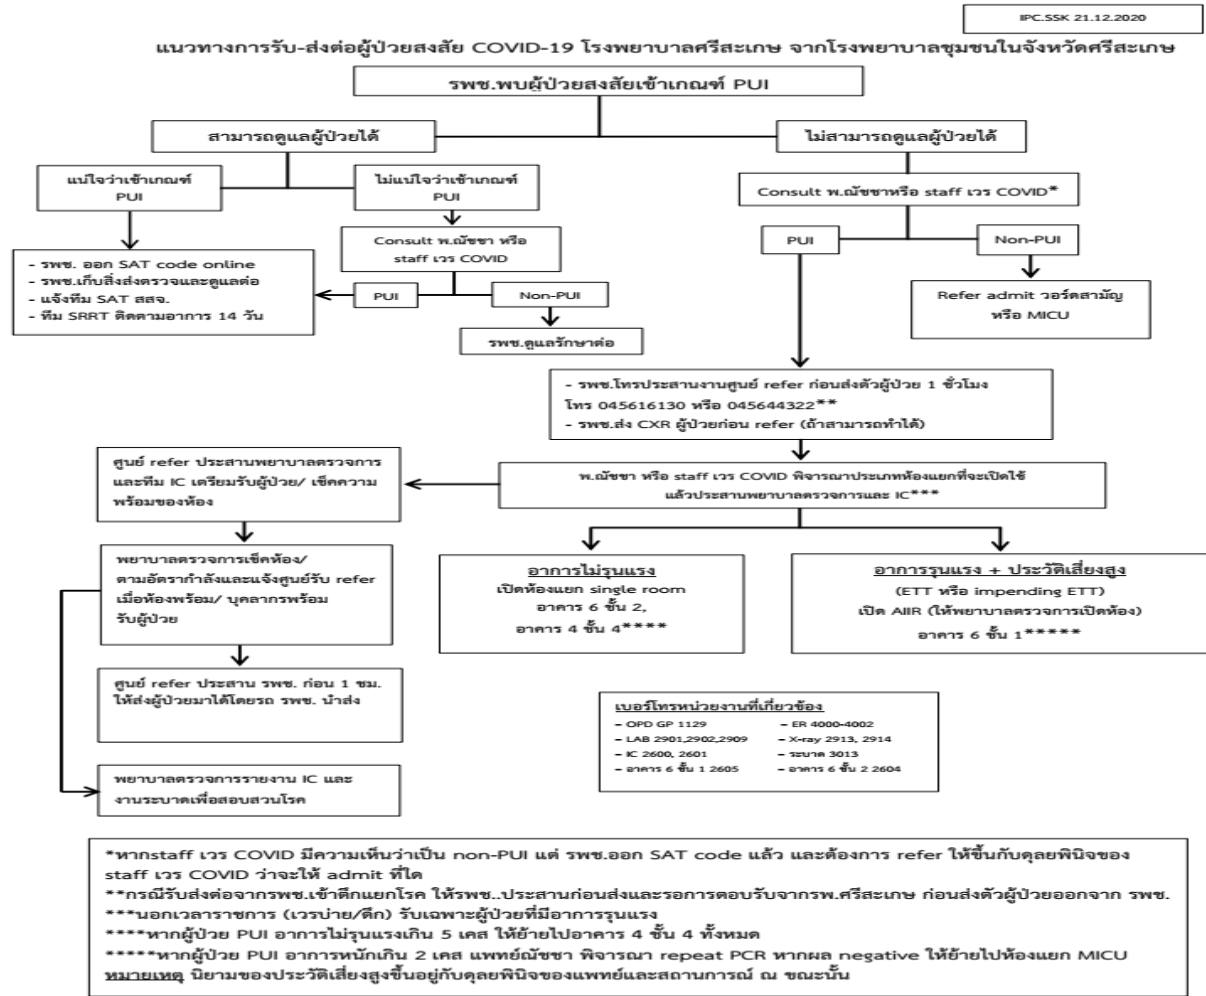 IPC.SSK 21.12.2020
แนวทางการรับ-ส่งต่อผู้ป่วยสงสัย COVID-19 โรงพยาบาลศรีสะเกษ จากโรงพยาบาลชุมชนในจังหวัดศรีสะเกษ
รพช.พบผู้ป่วยสงสัยเข้าเกณฑ์ PUI
สามารถดูแลผู้ป่วยได้
ไม่สามารถดูแลผู้ป่วยได้
แน่ใจว่าเข้าเกณฑ์
PUI
ไม่แน่ใจว่าเข้าเกณฑ์
PUI
Consult พ.ณัชชาหรือ staff เวร COVID*
- รพช. ออก SAT code online
- รพช.เก็บสิ่งส่งตรวจและดูแลต่อ
- แจ้งทีม SAT สสจ.
- ทีม SRRT ติดตามอาการ 14 วัน
Consult พ.ณัชชา หรือ
staff เวร COVID
PUI
Non-PUI
รพช.ดูแลรักษาต่อ
PUI
Non-PUI
Refer admit วอร์ดสามัญ
หรือ MICU
- รพช.โทรประสานงานศูนย์ refer ก่อนส่งตัวผู้ป่วย 1 ชั่วโมง
โทร 045616130 หรือ 045644322**
- รพช.ส่ง CXR ผู้ป่วยก่อน refer (ถ้าสามารถทำได้)
พ.ณัชชา หรือ staff เวร COVID พิจารณาประเภทห้องแยกที่จะเปิดใช้
แล้วประสานพยาบาลตรวจการและ IC***
ศูนย์ refer ประสานพยาบาลตรวจการ
และทีม IC เตรียมรับผู้ป่วย/ เช็คความ
พร้อมของห้อง
พยาบาลตรวจการเช็คห้อง/
ตามอัตรากำลังและแจ้งศูนย์รับ refer
เมื่อห้องพร้อม/ บุคลากรพร้อม
รับผู้ป่วย
ศูนย์ refer ประสาน รพช. ก่อน 1 ชม.
ให้ส่งผู้ป่วยมาได้โดยรถ รพช. นำส่ง
พยาบาลตรวจการรายงาน IC และ
งานระบาดเพื่อสอบสวนโรค
อาการไม่รุนแรง
เปิดห้องแยก single room
อาคาร 6 ชั้น 2,
อาคาร 4 ชั้น 4****
อาการรุนแรง + ประวัติเสี่ยงสูง
(ETT หรือ impending ETT)
เปิด AIIR (ให้พยาบาลตรวจการเปิดห้อง)
อาคาร 6 ชั้น 1*****
เบอร์โทรหน่วยงานที่เกี่ยวข้อง
- OPD GP 1129 - ER 4000-4002
- LAB 2901,2902,2909 - X-ray 2913, 2914
- IC 2600, 2601 - ระบาด 3013
- อาคาร 6 ชั้น 1 2605 - อาคาร 6 ชั้น 2 2604
*หากstaff เวร COVID มีความเห็นว่าเป็น non-PUI แต่ รพช.ออก SAT code แล้ว และต้องการ refer ให้ขึ้นกับดุลยพินิจของ
staff เวร COVID ว่าจะให้ admit ที่ใด
**กรณีรับส่งต่อจากรพช.เข้าตึกแยกโรค ให้รพช..ประสานก่อนส่งและรอการตอบรับจากรพ.ศรีสะเกษ ก่อนส่งตัวผู้ป่วยออกจาก รพช.
***นอกเวลาราชการ (เวรบ่าย/ดึก) รับเฉพาะผู้ป่วยที่มีอาการรุนแรง
****หากผู้ป่วย PUI อาการไม่รุนแรงเกิน 5 เคส ให้ย้ายไปอาคาร 4 ชั้น 4 ทั้งหมด
*****หากผู้ป่วย PUI อาการหนักเกิน 2 เคส แพทย์ณัชชา พิจารณา repeat PCR หากผล negative ให้ย้ายไปห้องแยก MICU
หมายเหตุ นิยามของประวัติเสี่ยงสูงขึ้นอยู่กับดุลยพินิจของแพทย์และสถานการณ์ ณ ขณะนั้น